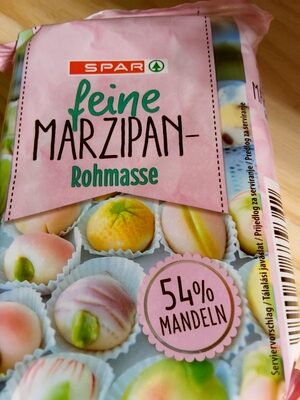 SPAR
feine
MARZIPAN-
Rohmasse
54%
MANDELN
Serviervorschlag / Tálalási javaslat / Prijedlog za serviranje / Predlog za serviranje